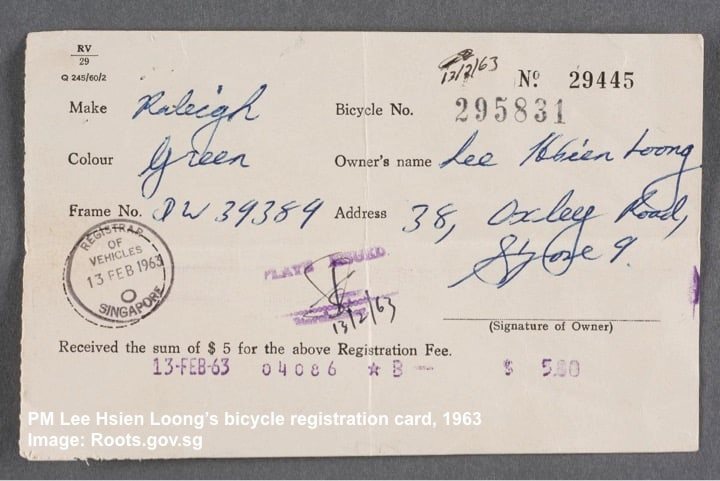 RV
29
Q 245/60/2
13/2/63
Nº 29445
Make Raleigh
Bicycle No. 295831
Colour Green
Owner's name Lee Hsien Loong
Frame No. DW 39389
Address 38, Oxley Road,
S'pore 9.
REGISTRAR
OF
VEHICLES
13 FEB 1963
SINGAPORE
PLATE ISSUED
13/2/63
(Signature of Owner)
Received the sum of $ 5 for the above Registration Fee.
13-FEB-63 04086 ★ B — $ 5.00
PM Lee Hsien Loong's bicycle registration card, 1963
Image: Roots.gov.sg